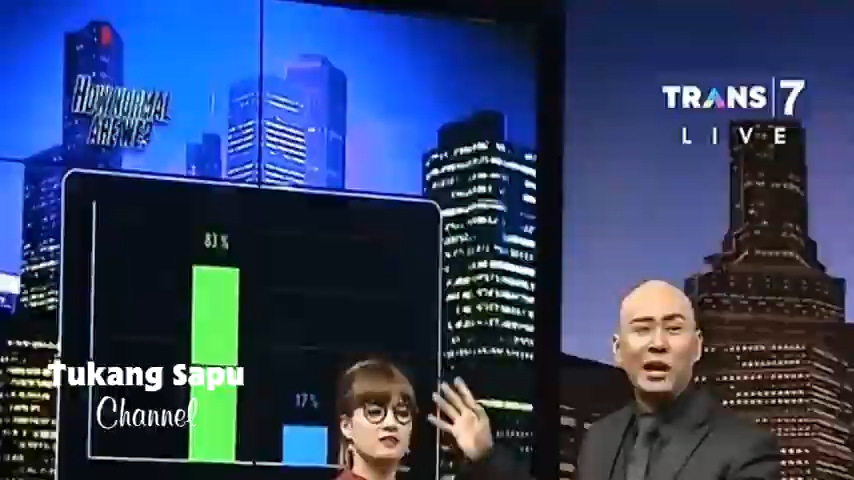 HOW NORMAL
ARE WE?
TRANS|7
LIVE
83 %
17 %
Tukang Sapu
Channel